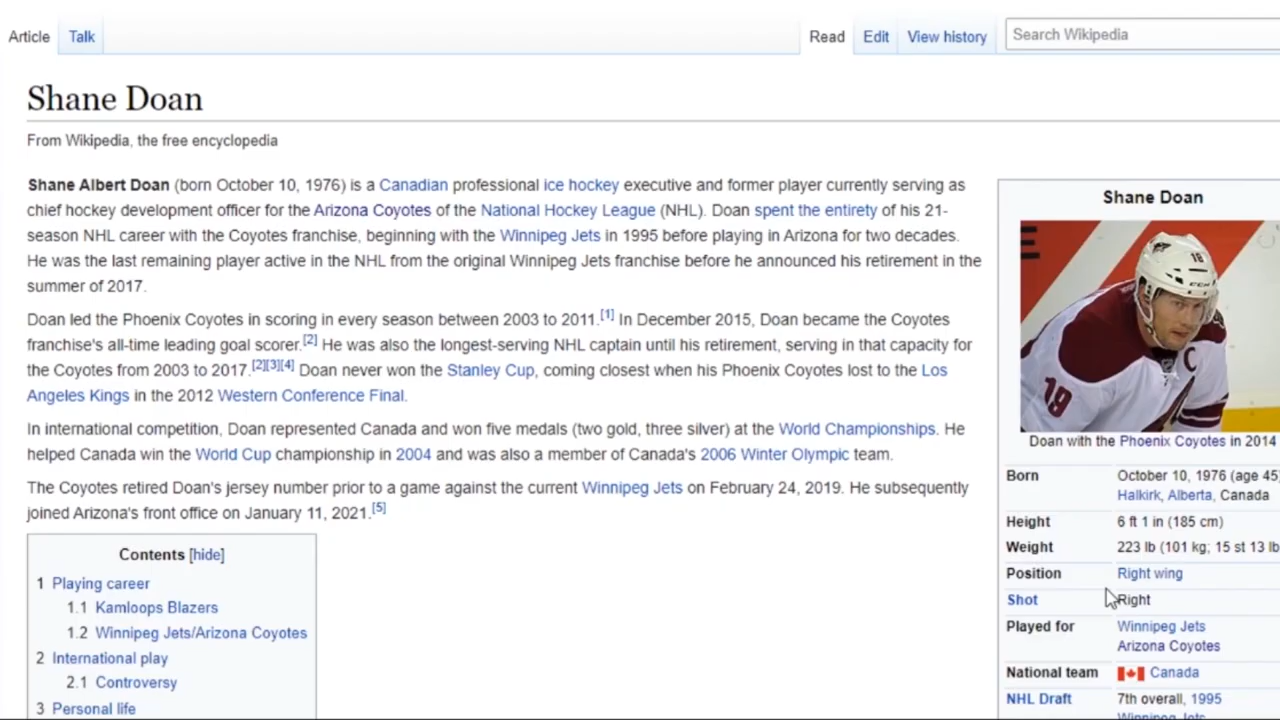 Article Talk Read Edit View history Search Wikipedia
Shane Doan
From Wikipedia, the free encyclopedia
Shane Albert Doan (born October 10, 1976) is a Canadian professional ice hockey executive and former player currently serving as
chief hockey development officer for the Arizona Coyotes of the National Hockey League (NHL). Doan spent the entirety of his 21-
season NHL career with the Coyotes franchise, beginning with the Winnipeg Jets in 1995 before playing in Arizona for two decades.
He was the last remaining player active in the NHL from the original Winnipeg Jets franchise before he announced his retirement in the
summer of 2017.
Doan led the Phoenix Coyotes in scoring in every season between 2003 to 2011.[1] In December 2015, Doan became the Coyotes
franchise's all-time leading goal scorer.[2] He was also the longest-serving NHL captain until his retirement, serving in that capacity for
the Coyotes from 2003 to 2017.[2][3][4] Doan never won the Stanley Cup, coming closest when his Phoenix Coyotes lost to the Los
Angeles Kings in the 2012 Western Conference Final.
In international competition, Doan represented Canada and won five medals (two gold, three silver) at the World Championships. He
helped Canada win the World Cup championship in 2004 and was also a member of Canada's 2006 Winter Olympic team.
The Coyotes retired Doan's jersey number prior to a game against the current Winnipeg Jets on February 24, 2019. He subsequently
joined Arizona's front office on January 11, 2021.[5]
Contents [hide]
1 Playing career
1.1 Kamloops Blazers
1.2 Winnipeg Jets/Arizona Coyotes
2 International play
2.1 Controversy
3 Personal life
Shane Doan
19
C
Doan with the Phoenix Coyotes in 2014
Born October 10, 1976 (age 45)
Halkirk, Alberta, Canada
Height 6 ft 1 in (185 cm)
Weight 223 lb (101 kg; 15 st 13 lb
Position Right wing
Shot Right
Played for Winnipeg Jets
Arizona Coyotes
National team Canada
NHL Draft 7th overall, 1995
Winnipeg Jets